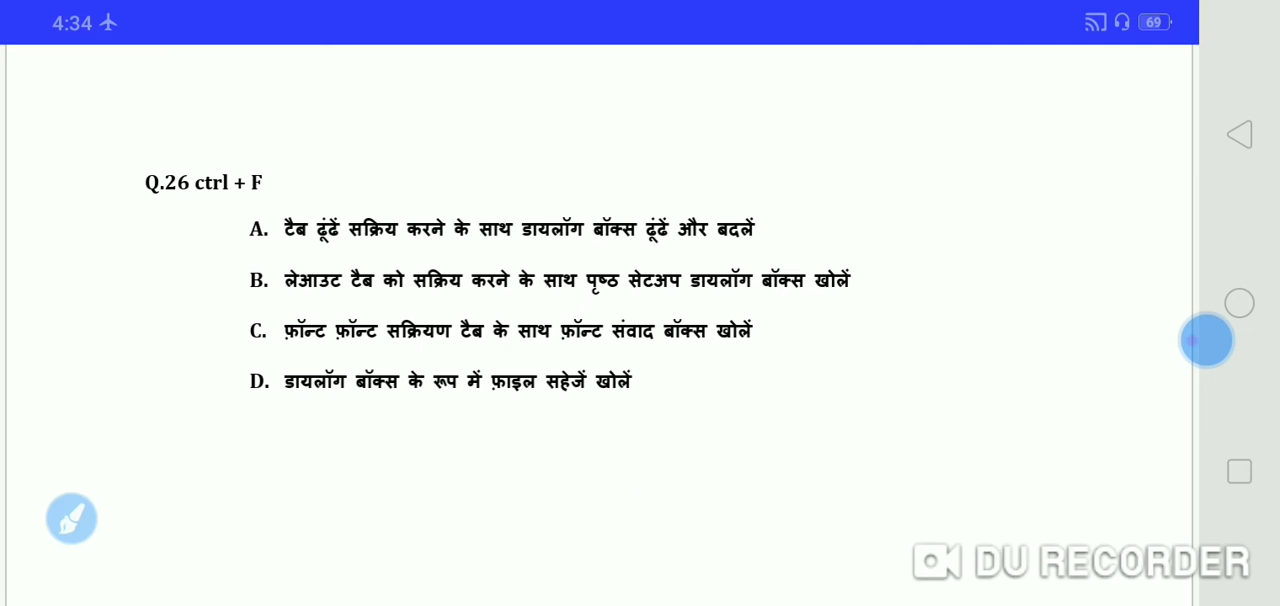 4:34
69
Q.26 ctrl + F
A. टैब ढूंढें सक्रिय करने के साथ डायलॉग बॉक्स ढूंढें और बदलें
B. लेआउट टैब को सक्रिय करने के साथ पृष्ठ सेटअप डायलॉग बॉक्स खोलें
C. फ़ॉन्ट फ़ॉन्ट सक्रियण टैब के साथ फ़ॉन्ट संवाद बॉक्स खोलें
D. डायलॉग बॉक्स के रूप में फ़ाइल सहेजें खोलें
DU RECORDER